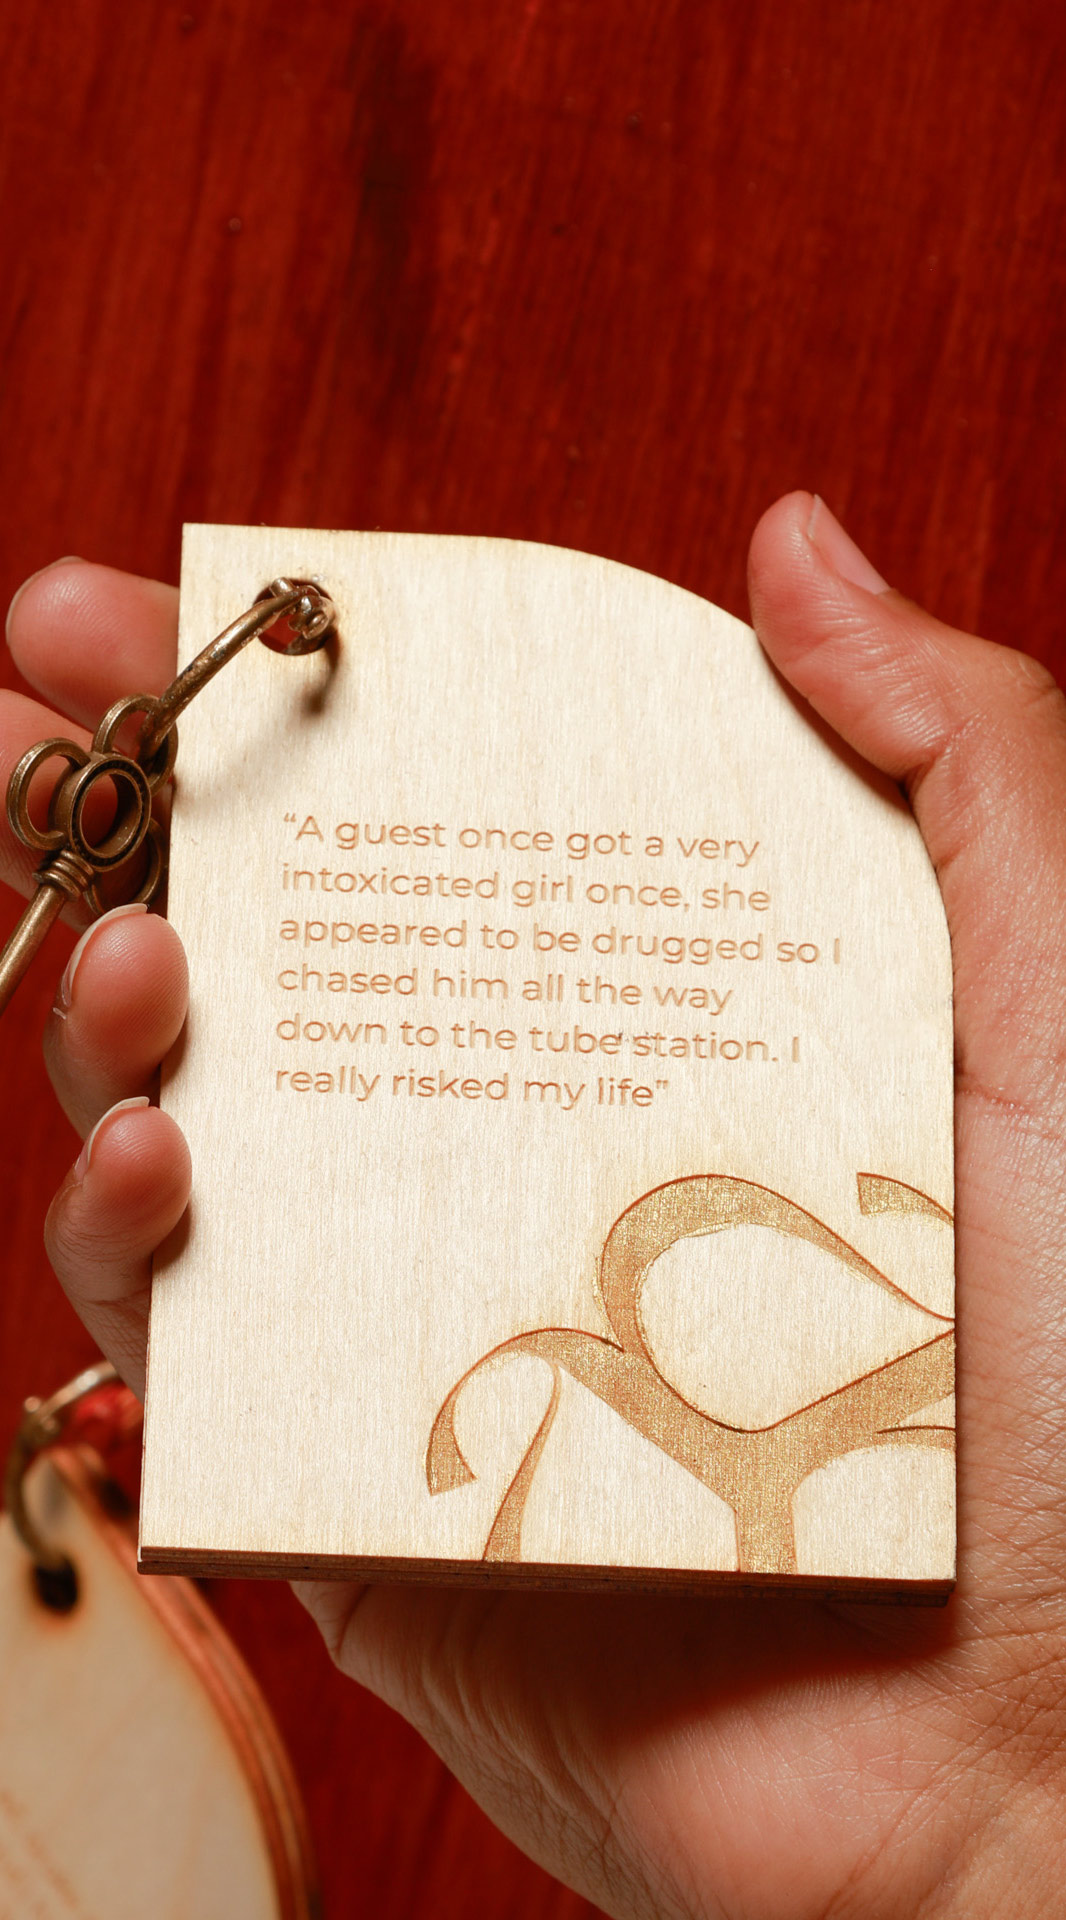 “A guest once got a very
intoxicated girl once, she
appeared to be drugged so I
chased him all the way
down to the tube station. I
really risked my life”